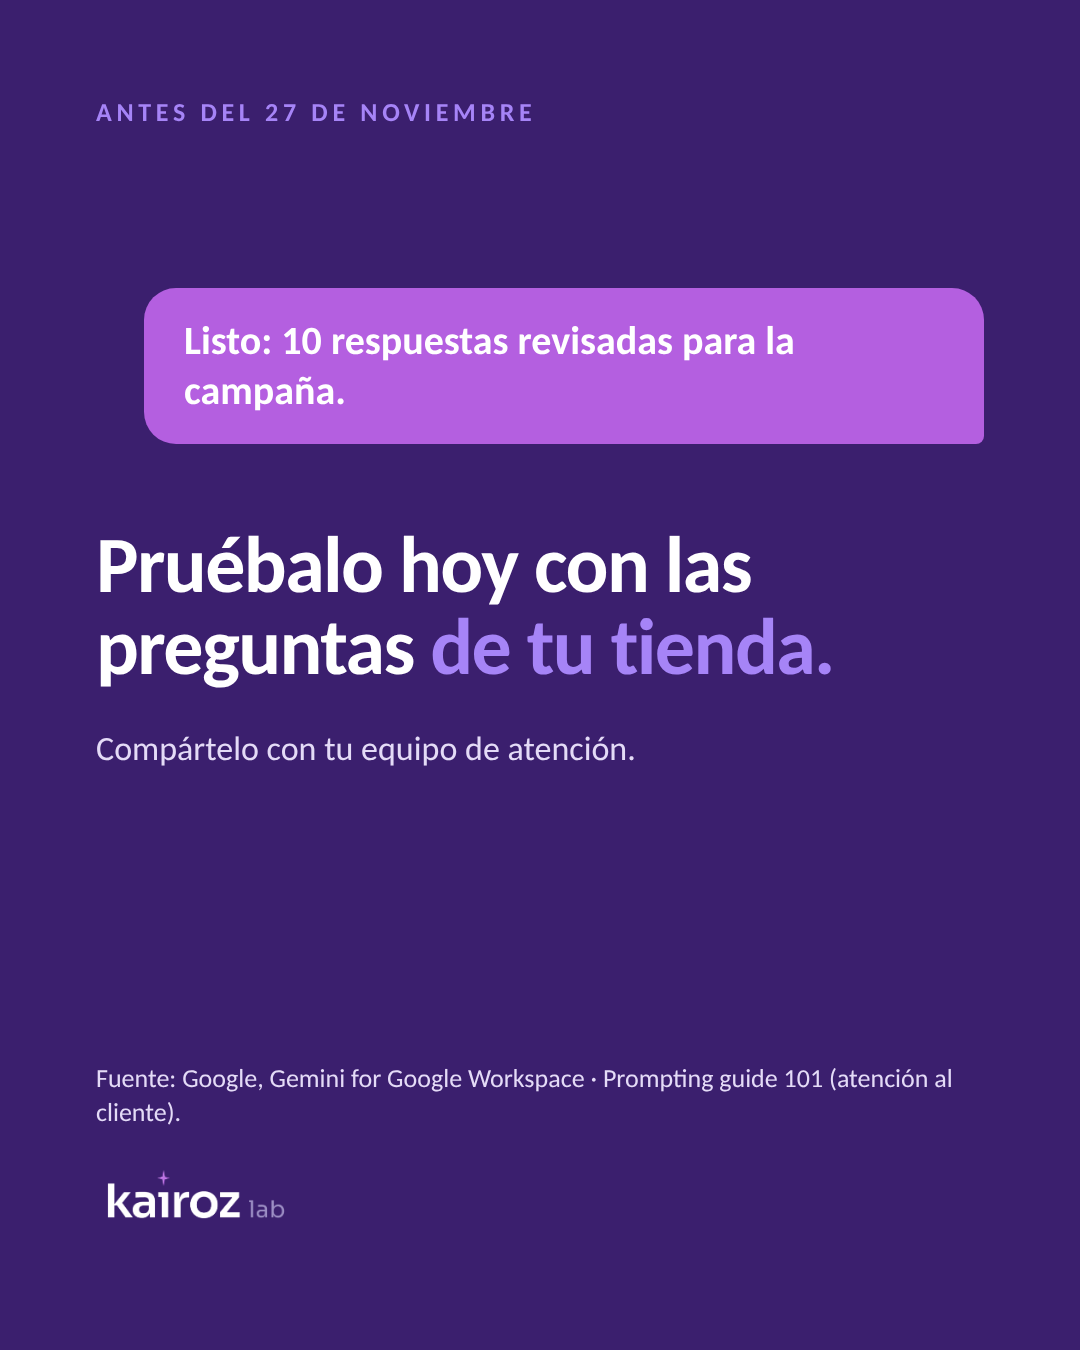 ANTES DEL 27 DE NOVIEMBRE
Listo: 10 respuestas revisadas para la
campaña.
Pruébalo hoy con las
preguntas de tu tienda.
Compártelo con tu equipo de atención.
Fuente: Google, Gemini for Google Workspace · Prompting guide 101 (atención al
cliente).
kairoz lab